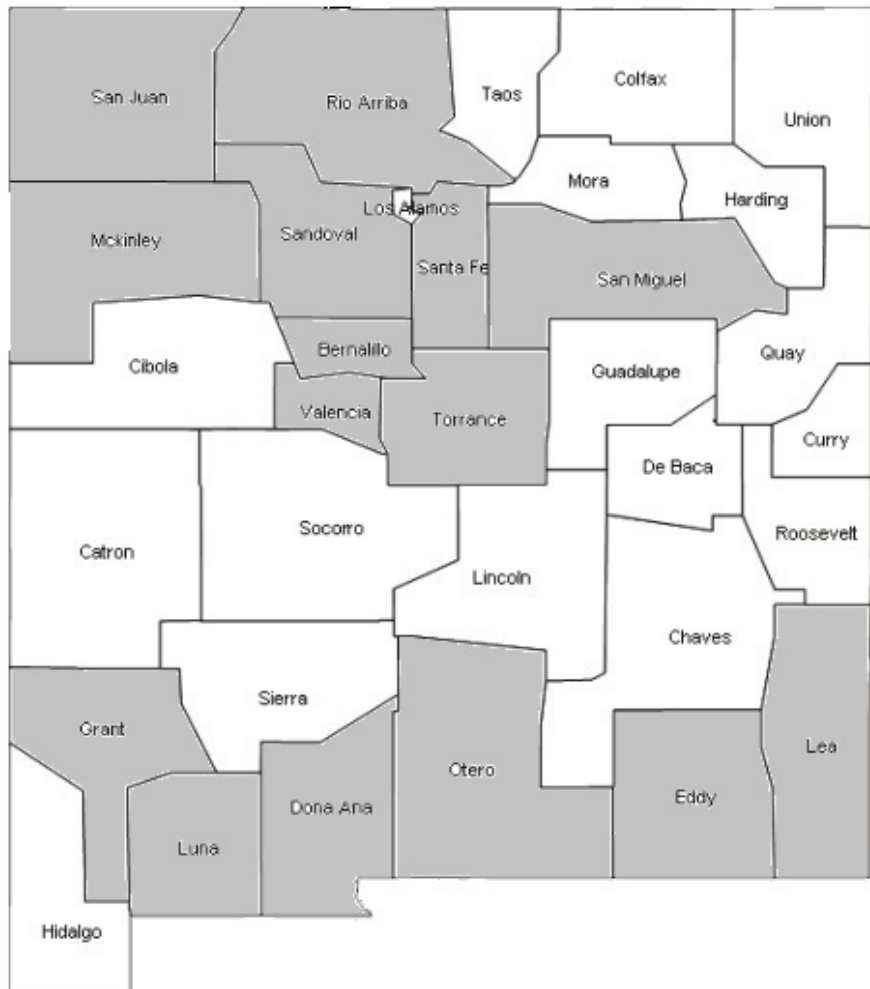 San Juan
Rio Arriba
Taos
Colfax
Union
Mora
Harding
Los Alamos
Mckinley
Sandoval
Santa Fe
San Miguel
Bernalillo
Quay
Cibola
Guadalupe
Valencia
Torrance
Curry
De Baca
Socorro
Roosevelt
Catron
Lincoln
Chaves
Sierra
Grant
Lea
Otero
Eddy
Dona Ana
Luna
Hidalgo